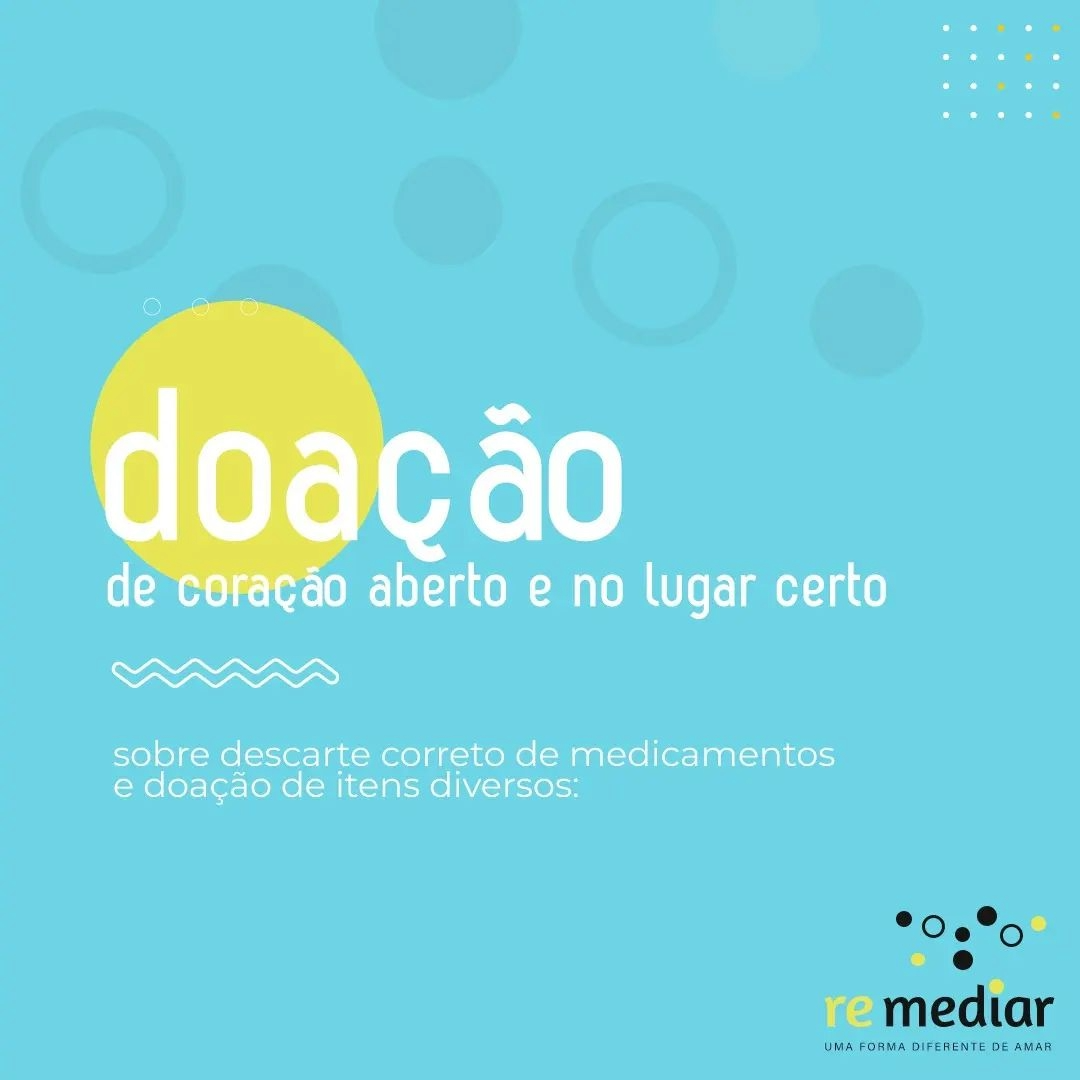 doação
de coração aberto e no lugar certo
sobre descarte correto de medicamentos
e doação de itens diversos:
re mediar
UMA FORMA DIFERENTE DE AMAR